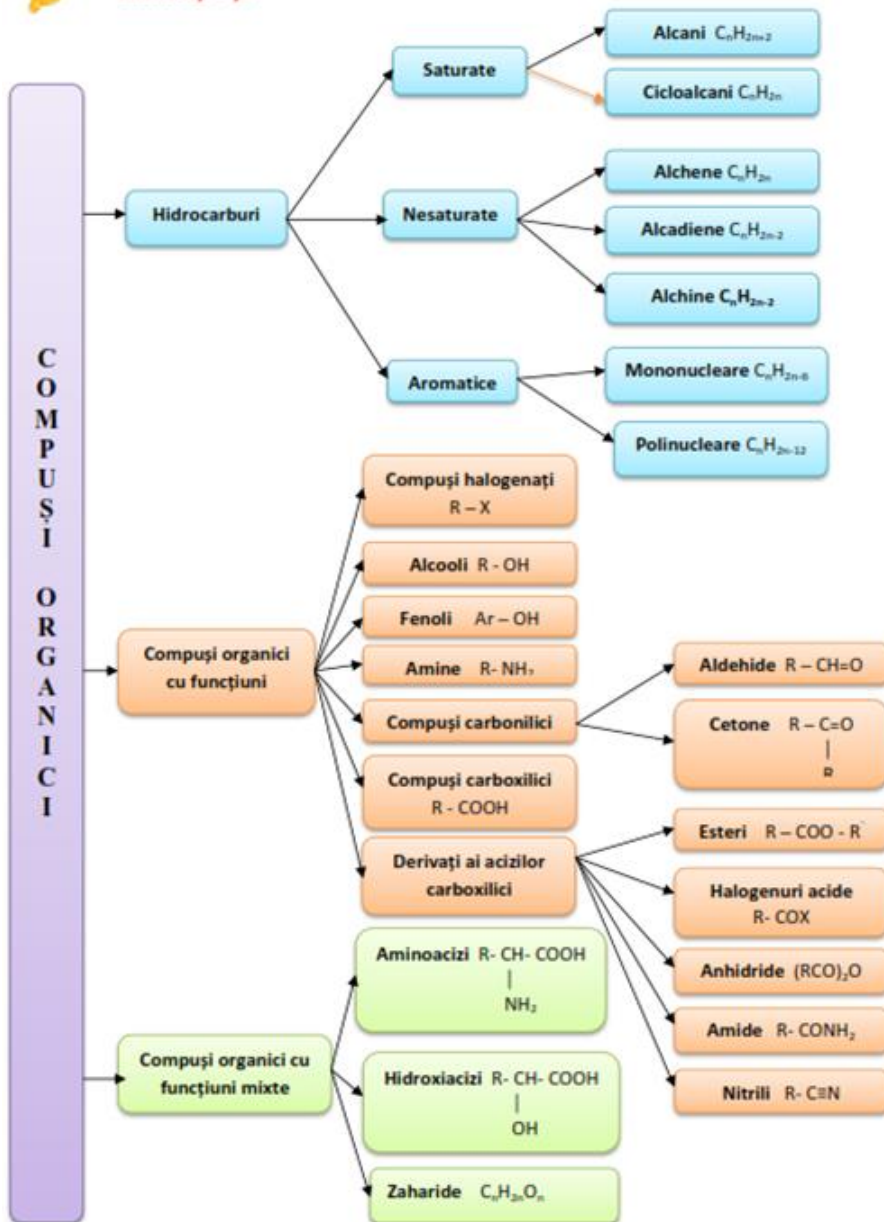 COMPUȘI ORGANICI
Hidrocarburi
Saturate
Alcani CₙH₂ₙ₊₂
Cicloalcani CₙH₂ₙ
Nesaturate
Alchene CₙH₂ₙ
Alcadiene CₙH₂ₙ₋₂
Alchine CₙH₂ₙ₋₂
Aromatice
Mononucleare CₙH₂ₙ₋₆
Polinucleare CₙH₂ₙ₋₁₂
Compuși organici
cu funcțiuni
Compuși halogenați
R – X
Alcooli R - OH
Fenoli Ar – OH
Amine R- NH₂
Compuși carbonilici
Aldehide R – CH=O
Cetone R – C=O
|
R
Compuși carboxilici
R - COOH
Derivați ai acizilor
carboxilici
Esteri R – COO - R`
Halogenuri acide
R- COX
Anhidride (RCO)₂O
Amide R- CONH₂
Nitrili R- C≡N
Compuși organici cu
funcțiuni mixte
Aminoacizi R- CH- COOH
|
NH₂
Hidroxiacizi R- CH- COOH
|
OH
Zaharide CₙH₂ₙOₙ